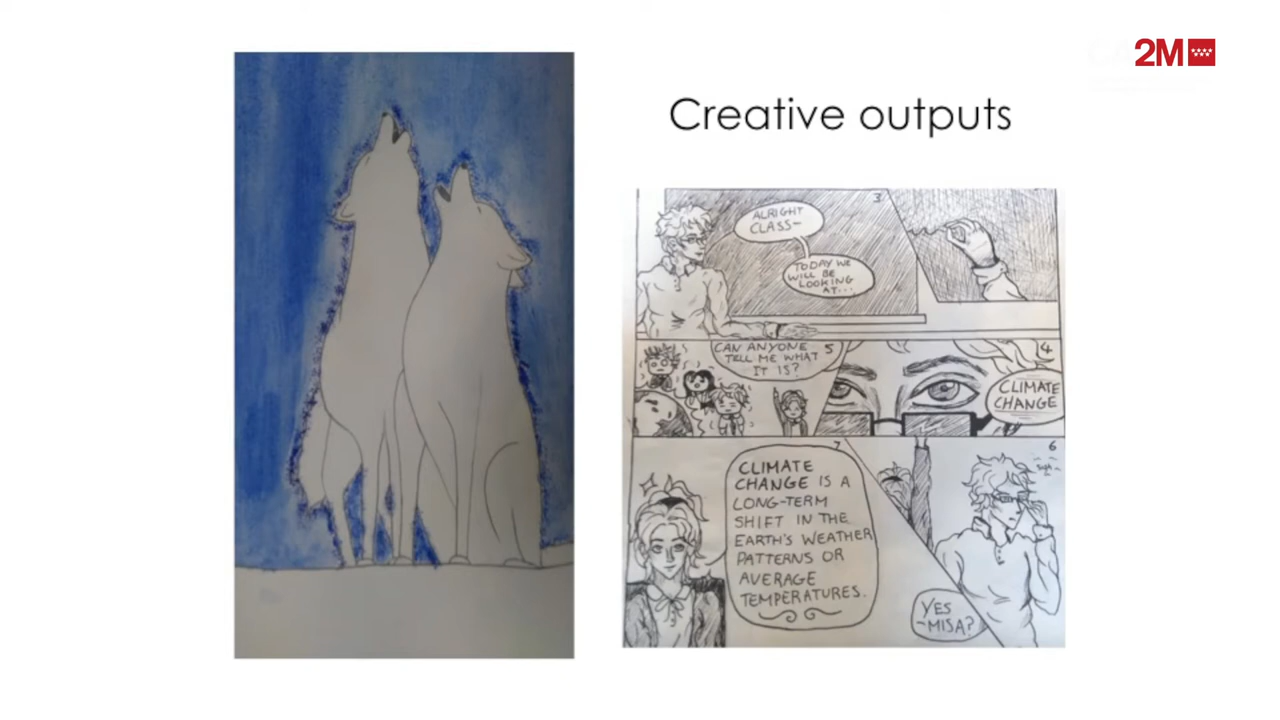 2M
Creative outputs
3
ALRIGHT
CLASS–
TODAY WE
WILL BE
LOOKING
AT...
4
CLIMATE
CHANGE
5
CAN ANYONE
TELL ME WHAT
IT IS?
6
SIGH
YES
–MISA?
7
CLIMATE
CHANGE IS A
LONG-TERM
SHIFT IN THE
EARTH'S WEATHER
PATTERNS OR
AVERAGE
TEMPERATURES.